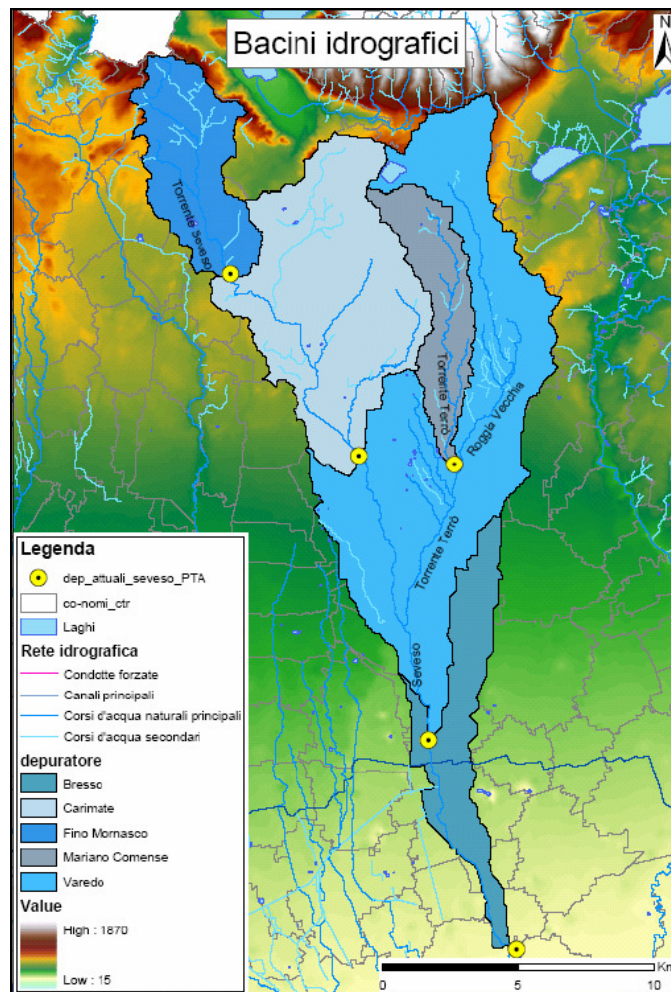 Bacini idrografici
N
Torrente Seveso
Torrente Terrò
Roggia Vecchia
Torrente Terrò
Seveso
Legenda
dep_attuali_seveso_PTA
co-nomi_ctr
Laghi
Rete idrografica
Condotte forzate
Canali principali
Corsi d'acqua naturali principali
Corsi d'acqua secondari
depuratore
Bresso
Carimate
Fino Mornasco
Mariano Comense
Varedo
Value
High : 1870
Low : 15
Km
0 5 10